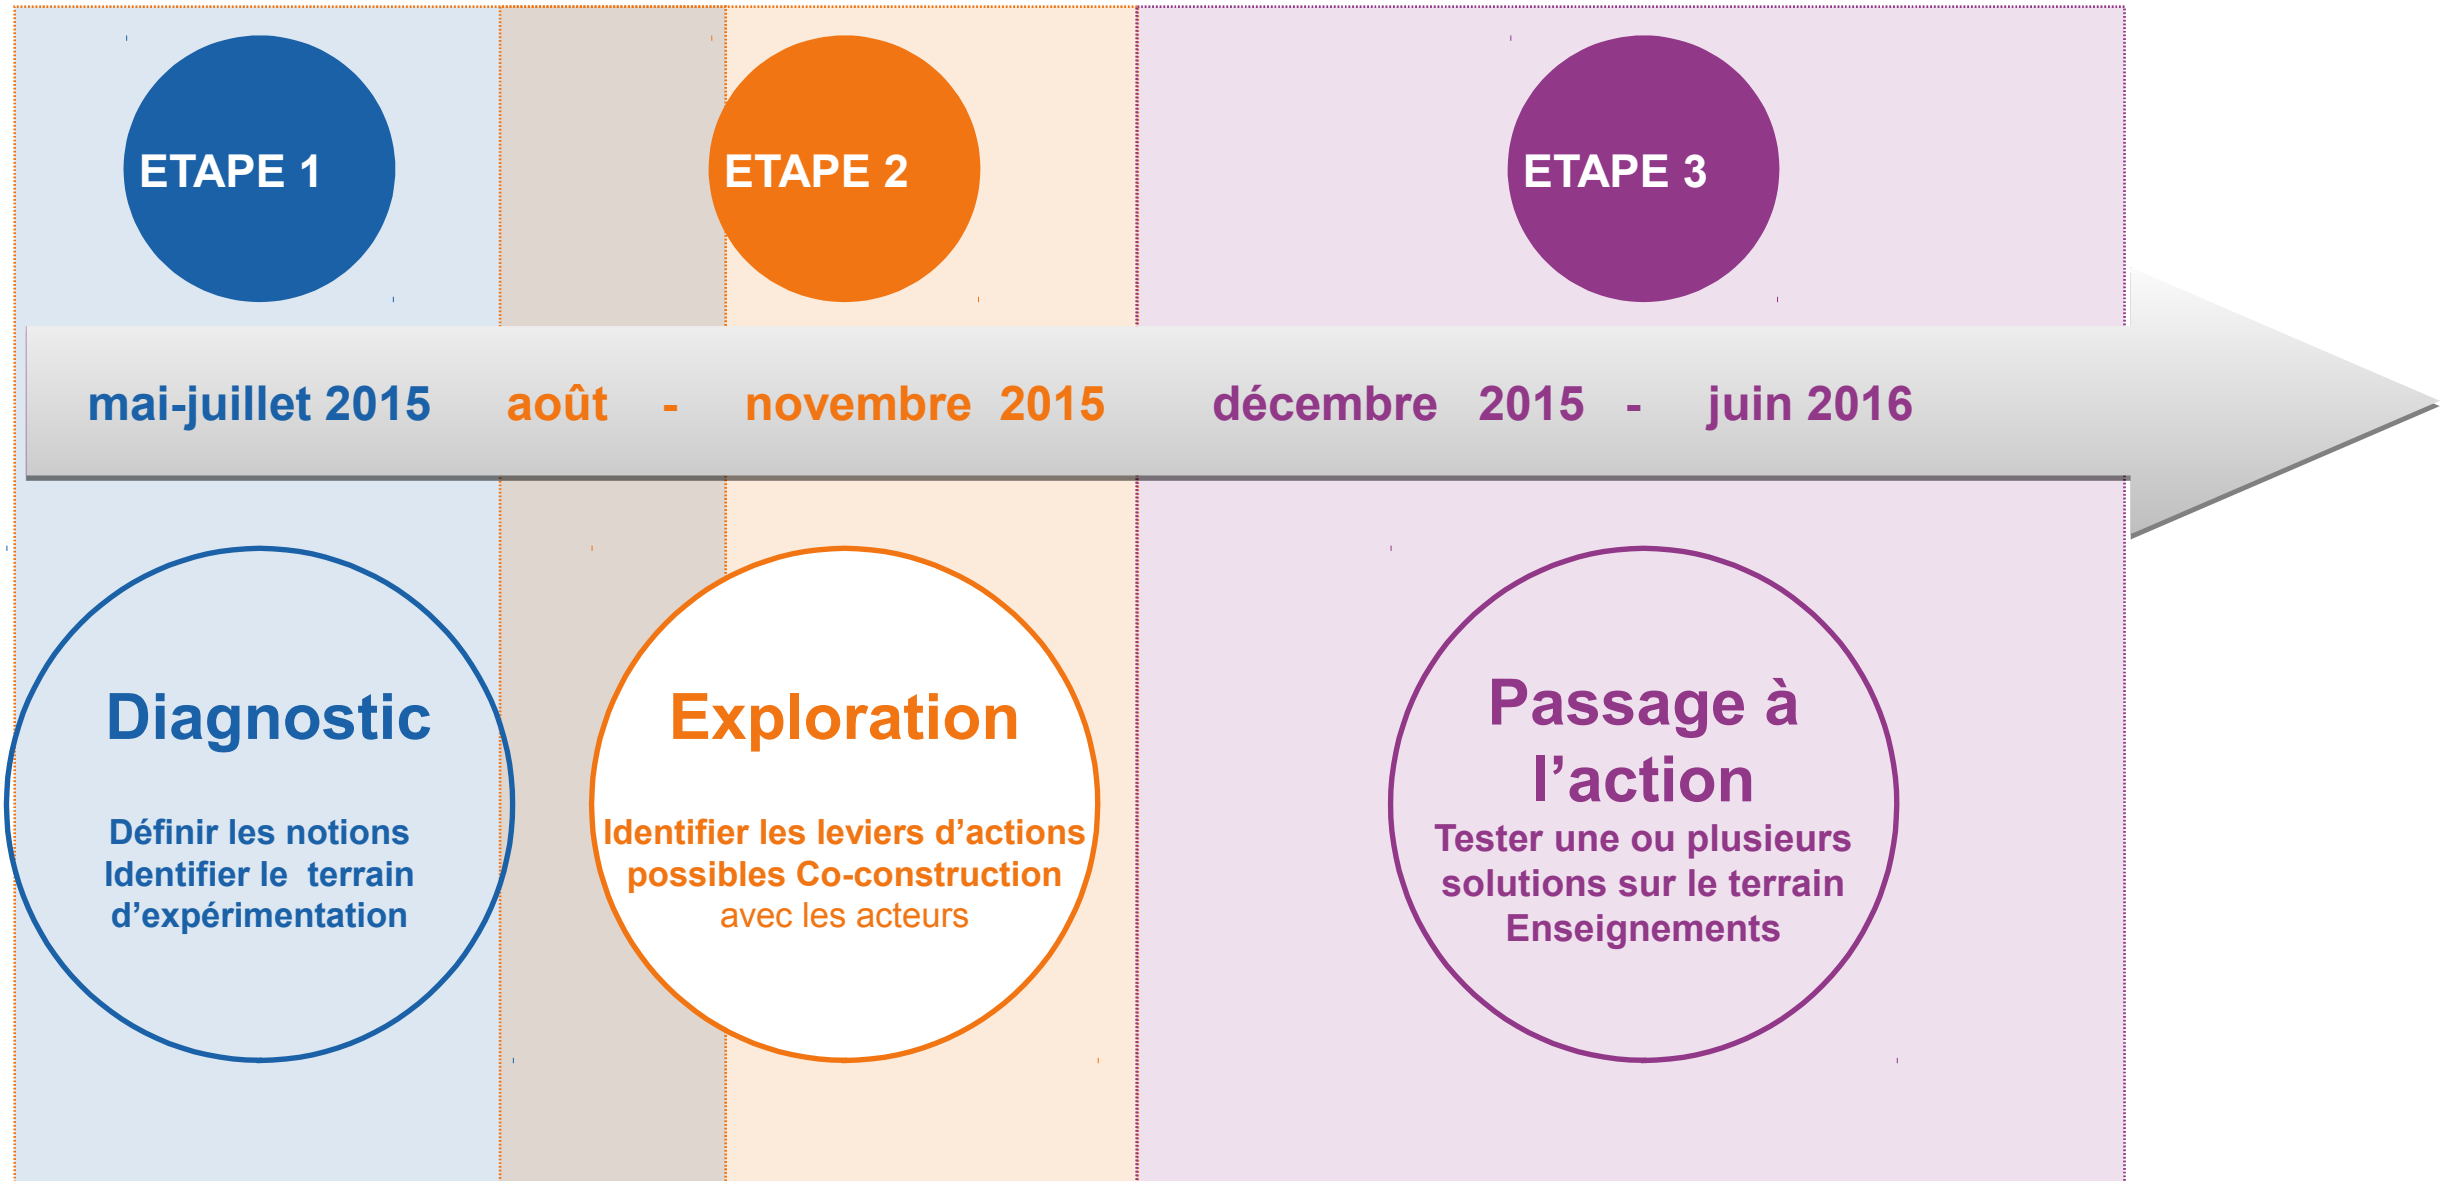 ETAPE 1
ETAPE 2
ETAPE 3
mai-juillet 2015 août - novembre 2015 décembre 2015 - juin 2016
Diagnostic
Définir les notions
Identifier le terrain
d’expérimentation
Exploration
Identifier les leviers d’actions
possibles Co-construction
avec les acteurs
Passage à
l’action
Tester une ou plusieurs
solutions sur le terrain
Enseignements